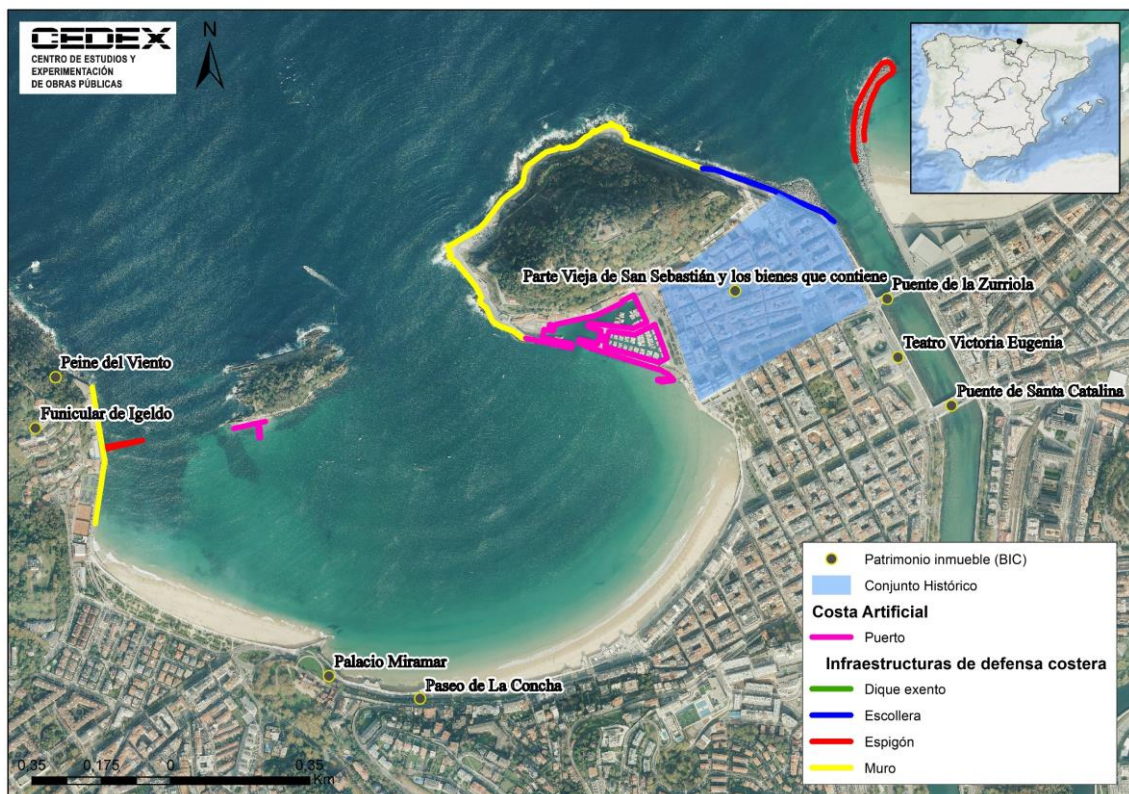 CEDEX
CENTRO DE ESTUDIOS Y
EXPERIMENTACIÓN
DE OBRAS PÚBLICAS
N
Parte Vieja de San Sebastián y los bienes que contiene
Puente de la Zurriola
Teatro Victoria Eugenia
Peine del Viento
Puente de Santa Catalina
Funicular de Igeldo
Palacio Miramar
Paseo de La Concha
0,35 0,175 0 0,35
Km
Patrimonio inmueble (BIC)
Conjunto Histórico
Costa Artificial
Puerto
Infraestructuras de defensa costera
Dique exento
Escollera
Espigón
Muro